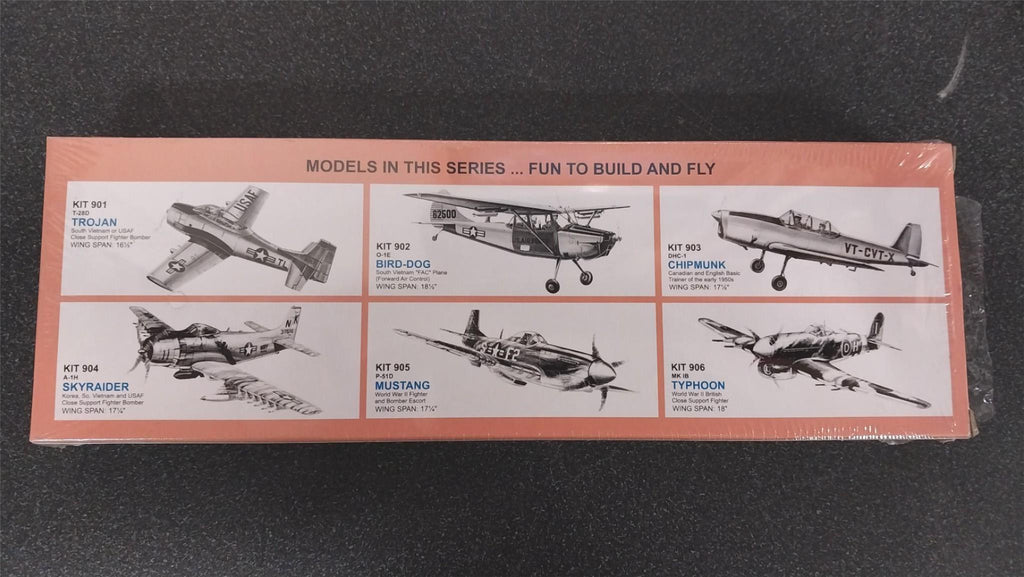 MODELS IN THIS SERIES ... FUN TO BUILD AND FLY
KIT 901
T-28D
TROJAN
South Vietnam or USAF
Close Support Fighter Bomber
WING SPAN: 16½"
USAF
TL
KIT 902
O-1E
BIRD-DOG
South Vietnam "FAC" Plane
(Forward Air Control)
WING SPAN: 18⅛"
62500
KIT 903
DHC-1
CHIPMUNK
Canadian and English Basic
Trainer of the early 1950s
WING SPAN: 17⅛"
VT-CVT-X
KIT 904
A-1H
SKYRAIDER
Korea, So. Vietnam and USAF
Close Support Fighter Bomber
WING SPAN: 17¼"
KIT 905
P-51D
MUSTANG
World War II Fighter
and Bomber Escort
WING SPAN: 17¼"
KIT 906
MK IB
TYPHOON
World War II British
Close Support Fighter
WING SPAN: 18"